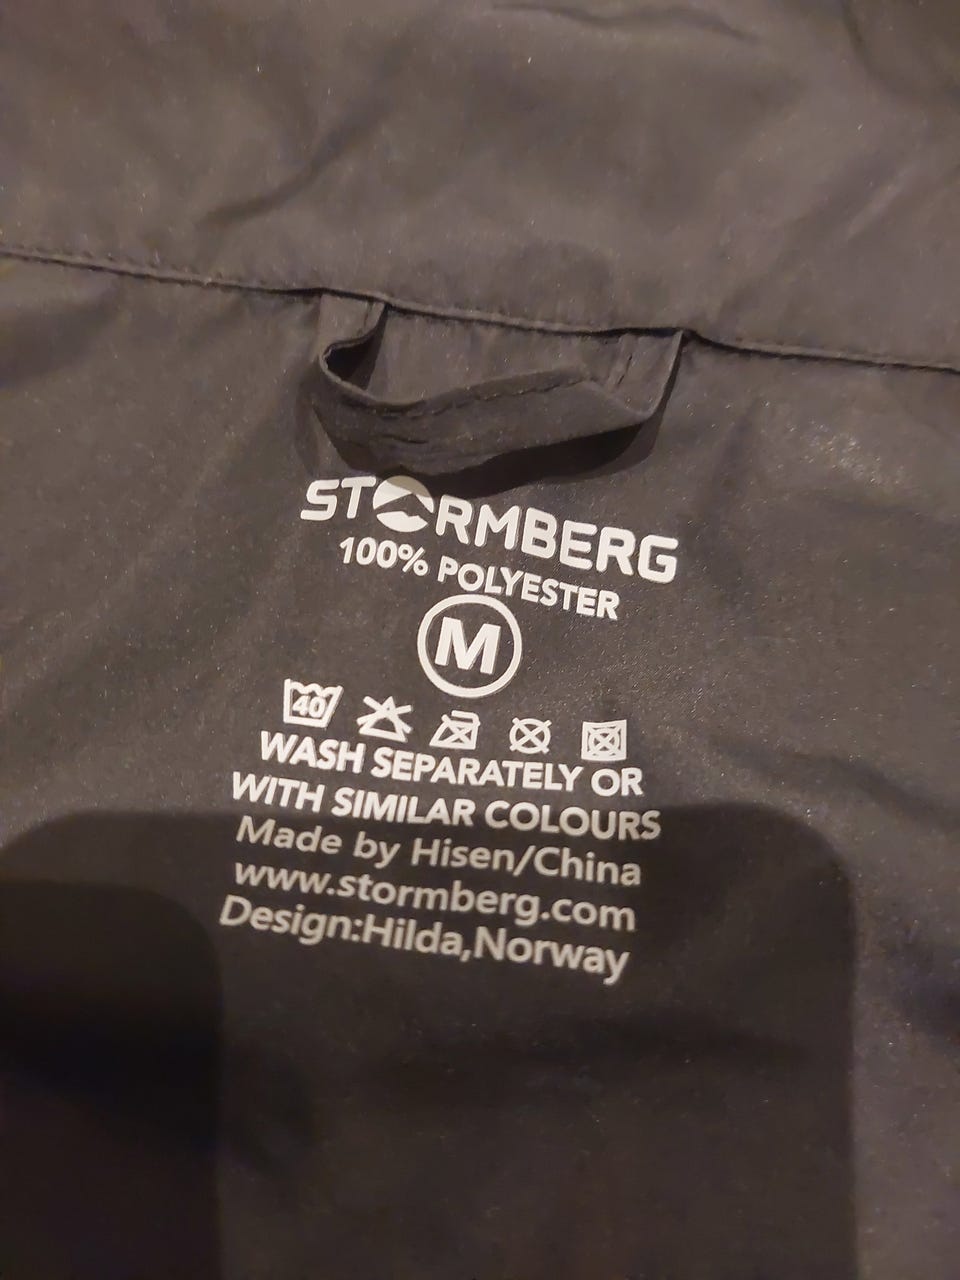 STORMBERG
100% POLYESTER
M
40
WASH SEPARATELY OR
WITH SIMILAR COLOURS
Made by Hisen/China
www.stormberg.com
Design:Hilda,Norway